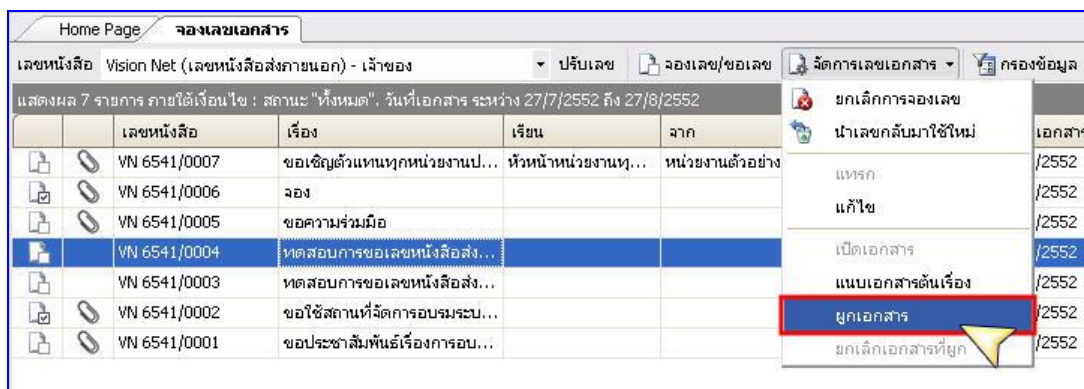 Home Page จองเลขเอกสาร
เลขหนังสือ Vision Net (เลขหนังสือส่งภายนอก) - เจ้าของ ปรับเลข จองเลข/ขอเลข จัดการเลขเอกสาร กรองข้อมูล
แสดงผล 7 รายการ ภายใต้เงื่อนไข : สถานะ "ทั้งหมด". วันที่เอกสาร ระหว่าง 27/7/2552 ถึง 27/8/2552
ยกเลิกการจองเลข
เลขหนังสือ เรื่อง เรียน จาก นำเลขกลับมาใช้ใหม่ เอกสาร
VN 6541/0007 ขอเชิญตัวแทนทุกหน่วยงานป... หัวหน้าหน่วยงานทุ... หน่วยงานตัวอย่าง /2552
แทรก
VN 6541/0006 จอง /2552
แก้ไข
VN 6541/0005 ขอความร่วมมือ /2552
VN 6541/0004 ทดสอบการขอเลขหนังสือส่ง... เปิดเอกสาร /2552
VN 6541/0003 ทดสอบการขอเลขหนังสือส่ง... แนบเอกสารต้นเรื่อง /2552
VN 6541/0002 ขอใช้สถานที่จัดการอบรมระบ... ผูกเอกสาร /2552
VN 6541/0001 ขอประชาสัมพันธ์เรื่องการอบ... ยกเลิกเอกสารที่ผูก /2552